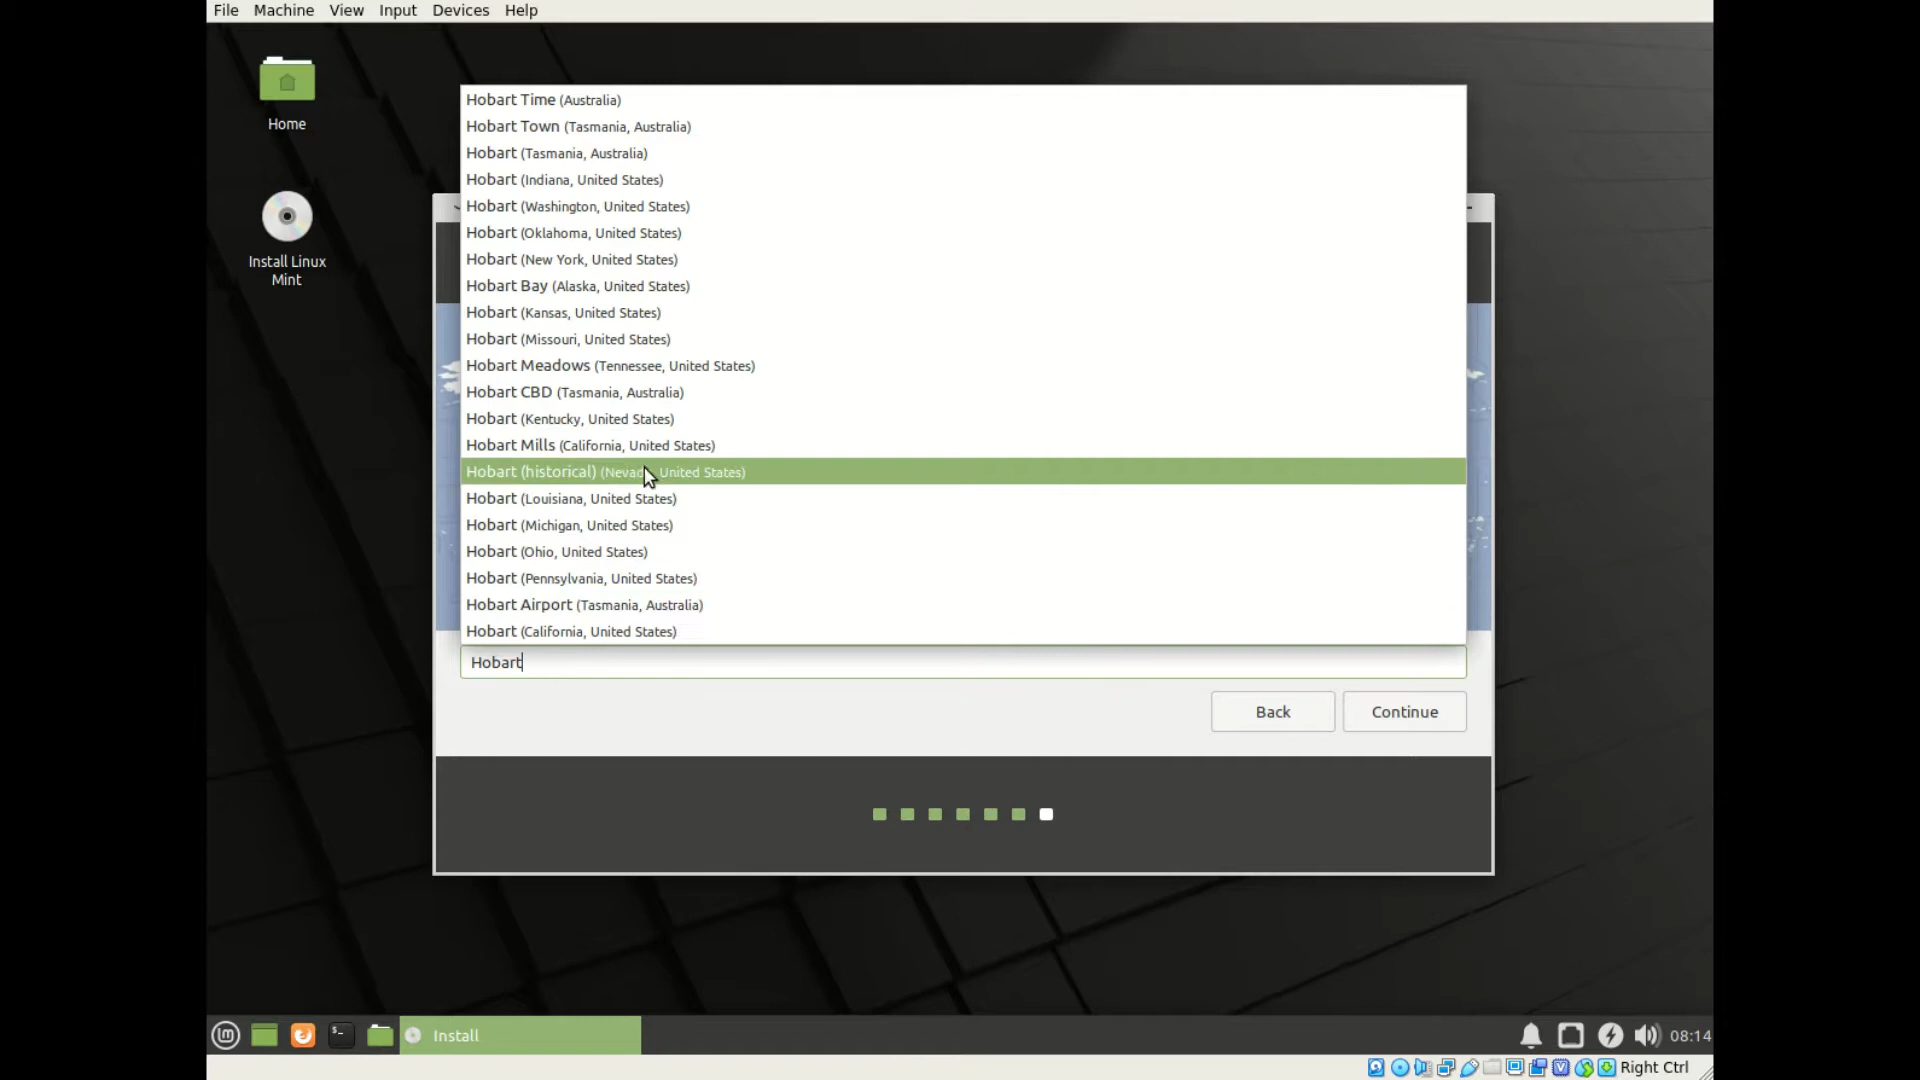 File Machine View Input Devices Help
Home
Install Linux
Mint
Hobart Time (Australia)
Hobart Town (Tasmania, Australia)
Hobart (Tasmania, Australia)
Hobart (Indiana, United States)
Hobart (Washington, United States)
Hobart (Oklahoma, United States)
Hobart (New York, United States)
Hobart Bay (Alaska, United States)
Hobart (Kansas, United States)
Hobart (Missouri, United States)
Hobart Meadows (Tennessee, United States)
Hobart CBD (Tasmania, Australia)
Hobart (Kentucky, United States)
Hobart Mills (California, United States)
Hobart (historical) (Nevada, United States)
Hobart (Louisiana, United States)
Hobart (Michigan, United States)
Hobart (Ohio, United States)
Hobart (Pennsylvania, United States)
Hobart Airport (Tasmania, Australia)
Hobart (California, United States)
Hobart
Back Continue
Install
08:14
Right Ctrl